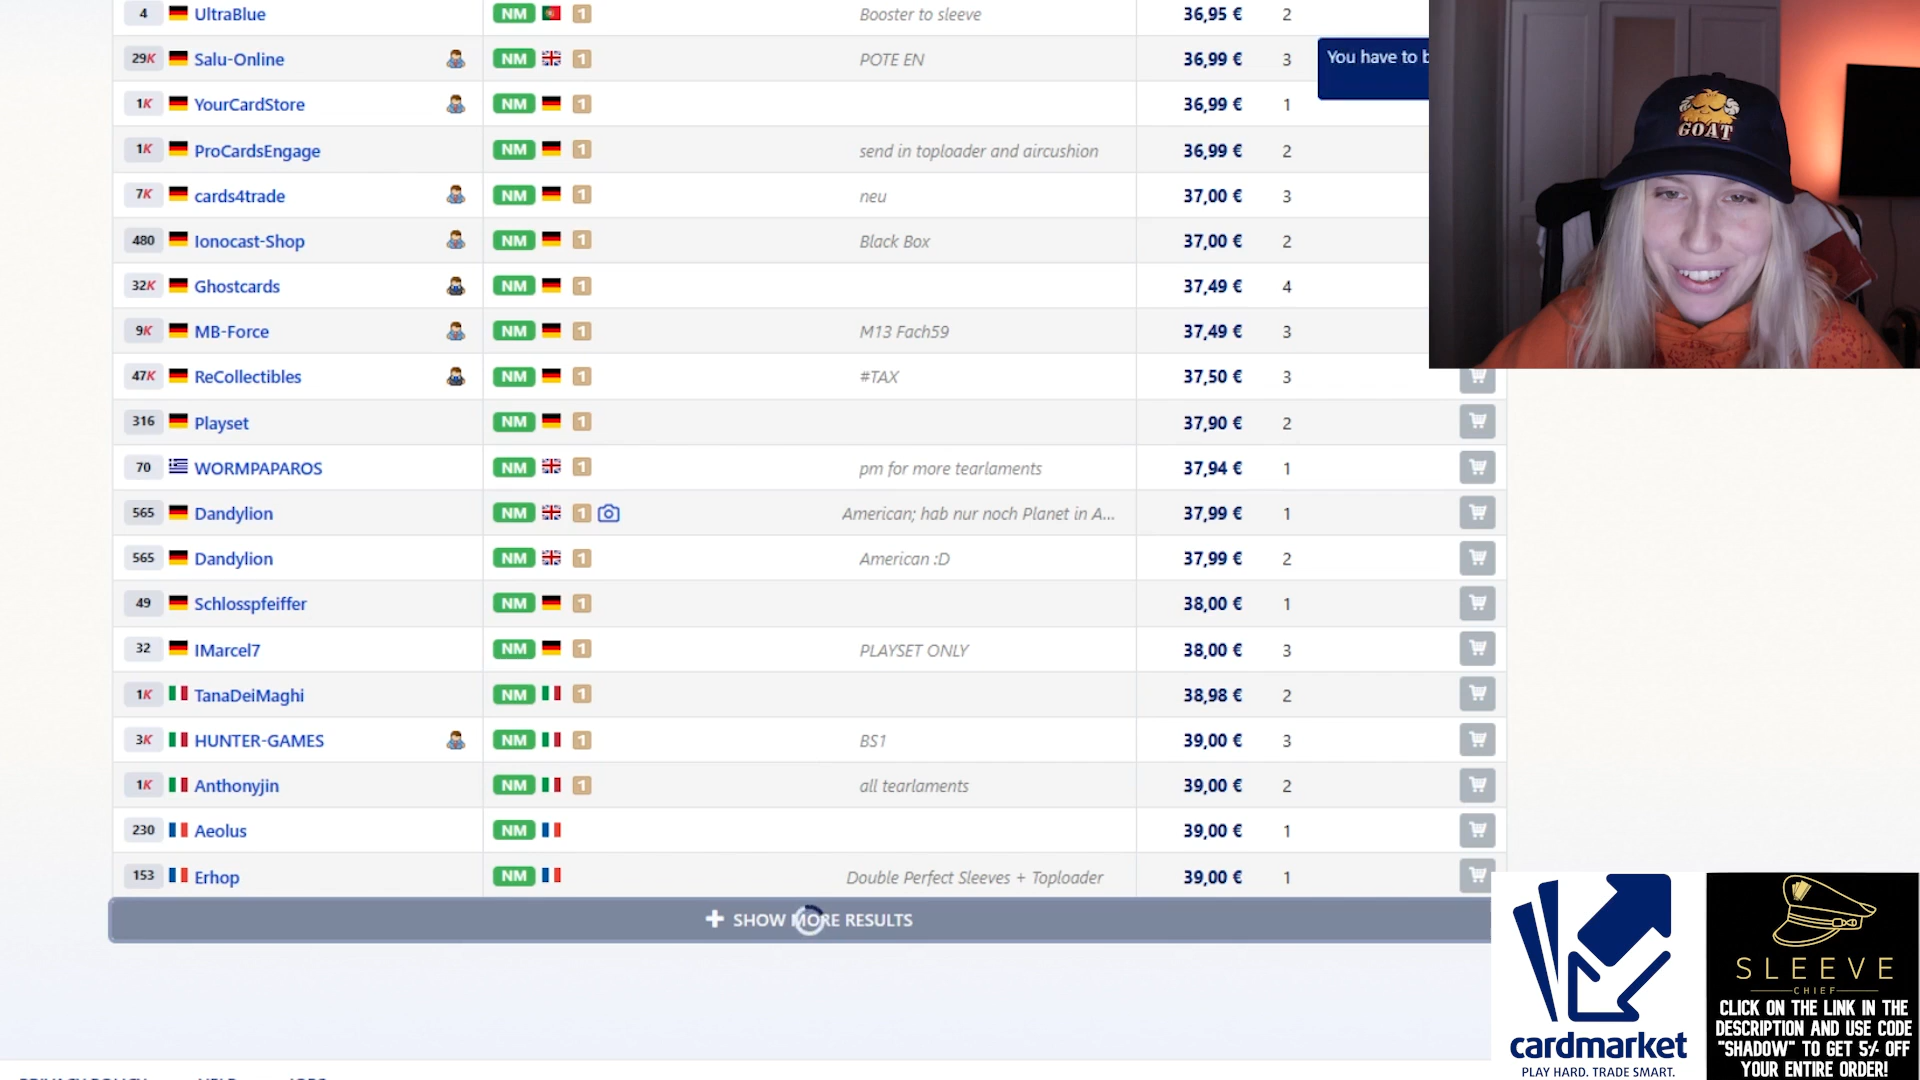 4 UltraBlue NM 1 Booster to sleeve 36,95 € 2
29K Salu-Online NM 1 POTE EN 36,99 € 3
You have to b
1K YourCardStore NM 1 36,99 € 1
1K ProCardsEngage NM 1 send in toploader and aircushion 36,99 € 2
7K cards4trade NM 1 neu 37,00 € 3
480 Ionocast-Shop NM 1 Black Box 37,00 € 2
32K Ghostcards NM 1 37,49 € 4
9K MB-Force NM 1 M13 Fach59 37,49 € 3
47K ReCollectibles NM 1 #TAX 37,50 € 3
316 Playset NM 1 37,90 € 2
70 WORMPAPAROS NM 1 pm for more tearlaments 37,94 € 1
565 Dandylion NM 1 American; hab nur noch Planet in A... 37,99 € 1
565 Dandylion NM 1 American :D 37,99 € 2
49 Schlosspfeiffer NM 1 38,00 € 1
32 IMarcel7 NM 1 PLAYSET ONLY 38,00 € 3
1K TanaDeiMaghi NM 1 38,98 € 2
3K HUNTER-GAMES NM 1 BS1 39,00 € 3
1K Anthonyjin NM 1 all tearlaments 39,00 € 2
230 Aeolus NM 39,00 € 1
153 Erhop NM Double Perfect Sleeves + Toploader 39,00 € 1
SHOW MORE RESULTS
GOAT
cardmarket
PLAY HARD. TRADE SMART.
SLEEVE
CHIEF
CLICK ON THE LINK IN THE
DESCRIPTION AND USE CODE
"SHADOW" TO GET 5% OFF
YOUR ENTIRE ORDER!